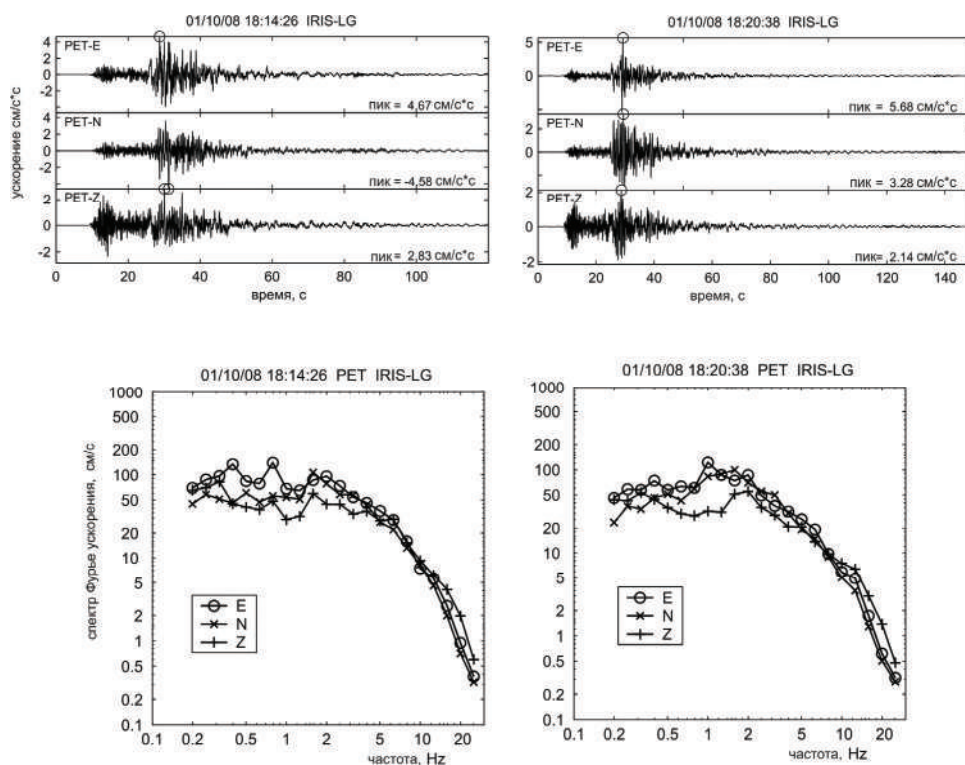 01/10/08 18:14:26 IRIS-LG
ускорение см/с*с
4
2
0
-2
PET-E
пик = 4,67 см/с*с
4
2
0
-2
PET-N
пик = -4,58 см/с*с
2
0
-2
PET-Z
пик = 2,83 см/с*с
0 20 40 60 80 100
время, с
01/10/08 18:20:38 IRIS-LG
5
0
PET-E
пик = 5.68 см/с*с
2
0
-2
PET-N
пик = 3.28 см/с*с
2
0
-2
PET-Z
пик= ,2.14 см/с*с
0 20 40 60 80 100 120 140
время, с
01/10/08 18:14:26 PET IRIS-LG
спектр Фурье ускорения, см/с
1000
500
200
100
50
20
10
5
2
1
0.5
0.2
0.1
E
N
Z
0.1 0.2 0.5 1 2 5 10 20
частота, Hz
01/10/08 18:20:38 PET IRIS-LG
1000
500
200
100
50
20
10
5
2
1
0.5
0.2
0.1
E
N
Z
0.1 0.2 0.5 1 2 5 10 20
частота, Hz